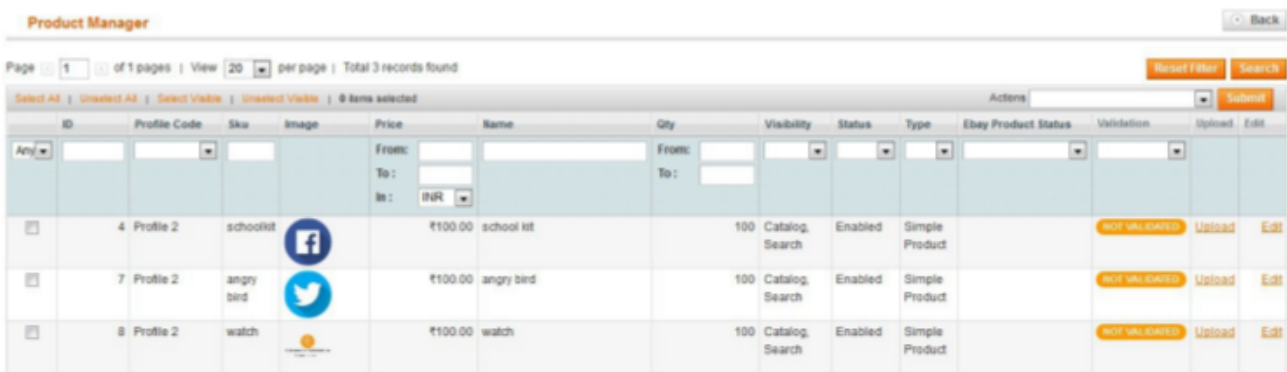 Product Manager
Back
Page 1 of 1 pages | View 20 per page | Total 3 records found
Reset Filter Search
Select All | Unselect All | Select Visible | Unselect Visible | 0 items selected
Actions Submit
ID Profile Code Sku Image Price Name Qty Visibility Status Type Ebay Product Status Validation Upload Edit
Any From: From:
To : To :
In : INR
4 Profile 2 schoolkit ₹100.00 school kit 100 Catalog, Enabled Simple NOT VALIDATED Upload Edit
Search Product
7 Profile 2 angry ₹100.00 angry bird 100 Catalog, Enabled Simple NOT VALIDATED Upload Edit
bird Search Product
8 Profile 2 watch ₹100.00 watch 100 Catalog, Enabled Simple NOT VALIDATED Upload Edit
Search Product